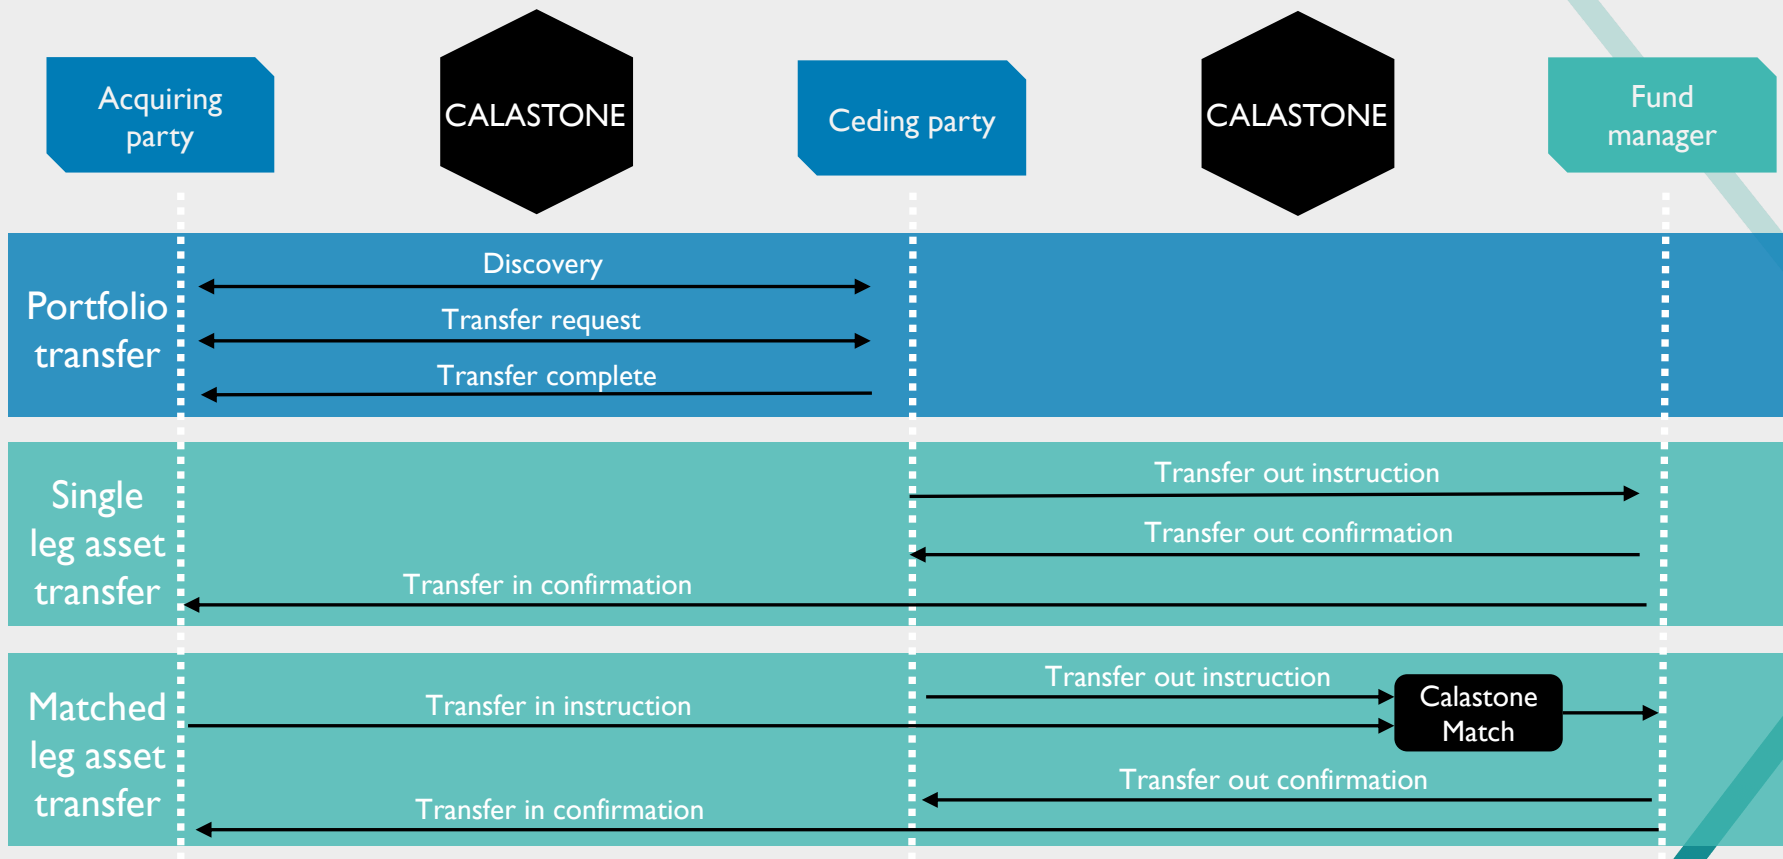 Acquiring
party
CALASTONE
Ceding party
CALASTONE
Fund
manager
Portfolio
transfer
Discovery
Transfer request
Transfer complete
Single
leg asset
transfer
Transfer out instruction
Transfer out confirmation
Transfer in confirmation
Matched
leg asset
transfer
Transfer out instruction
Transfer in instruction
Calastone
Match
Transfer out confirmation
Transfer in confirmation